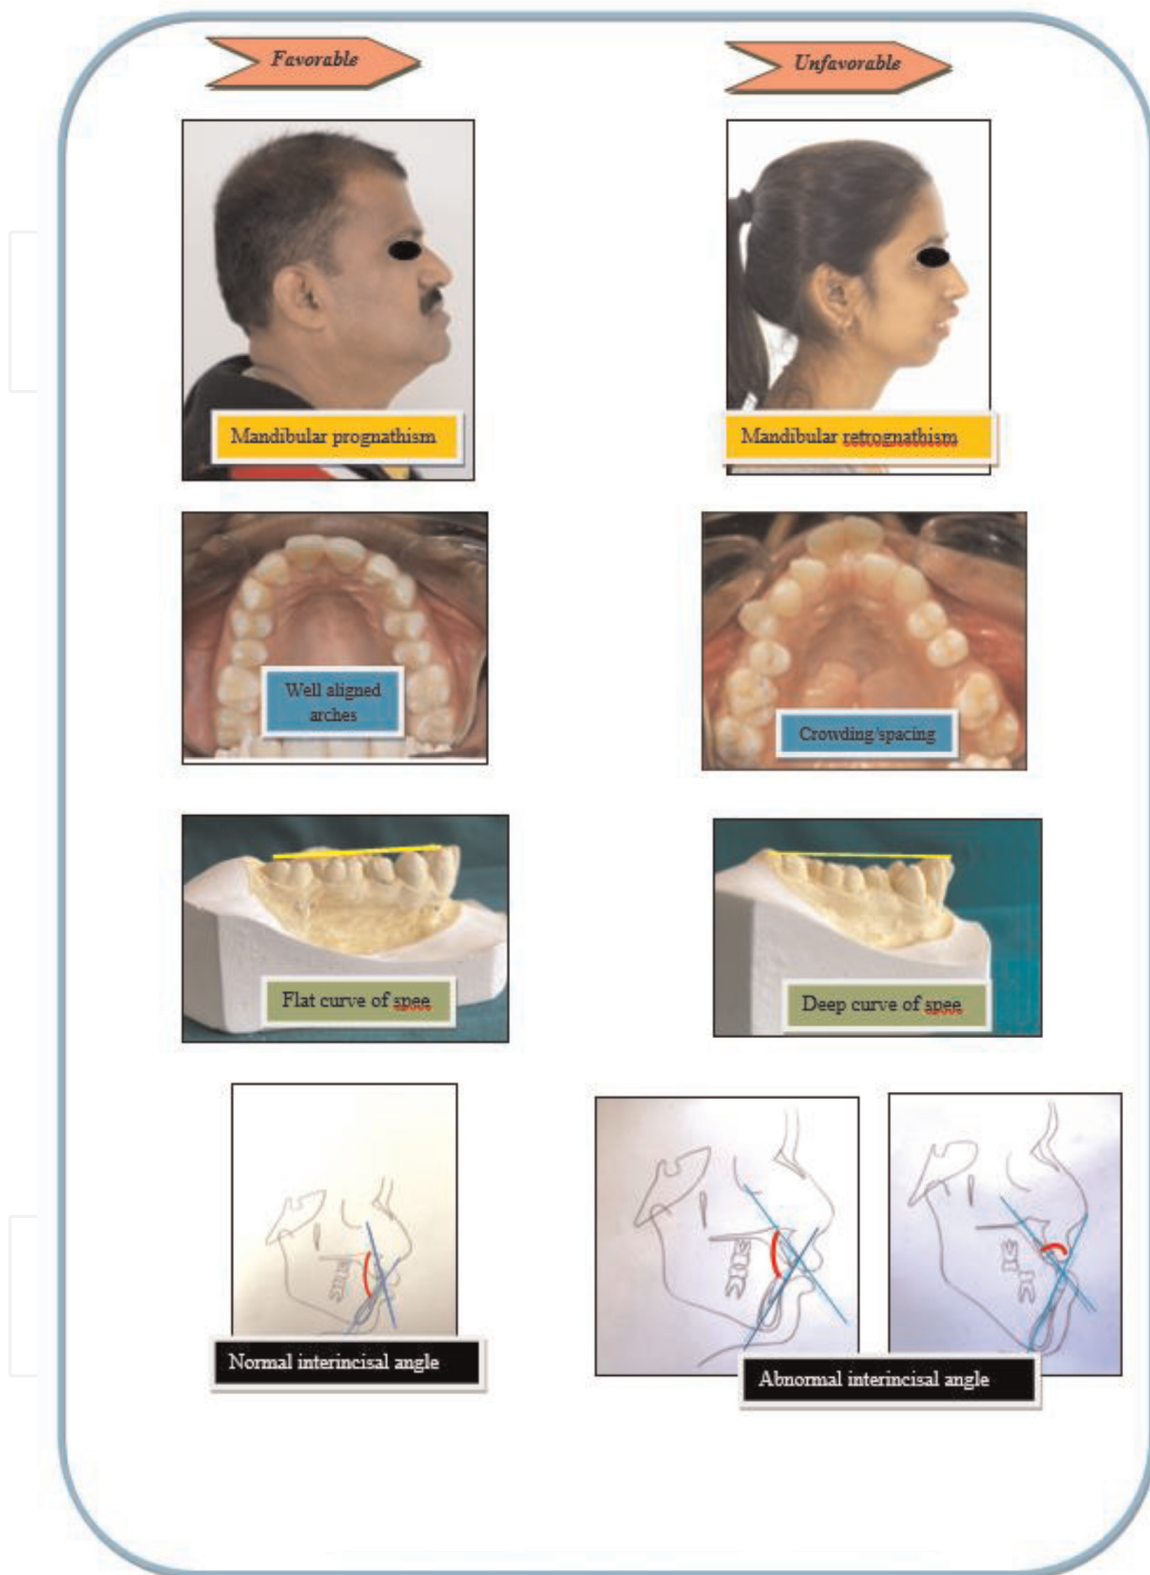 Favorable
Unfavorable
Mandibular prognathism
Mandibular retrognathism
Well aligned
arches
Crowding/spacing
Flat curve of spee
Deep curve of spee
Normal interincisal angle
Abnormal interincisal angle